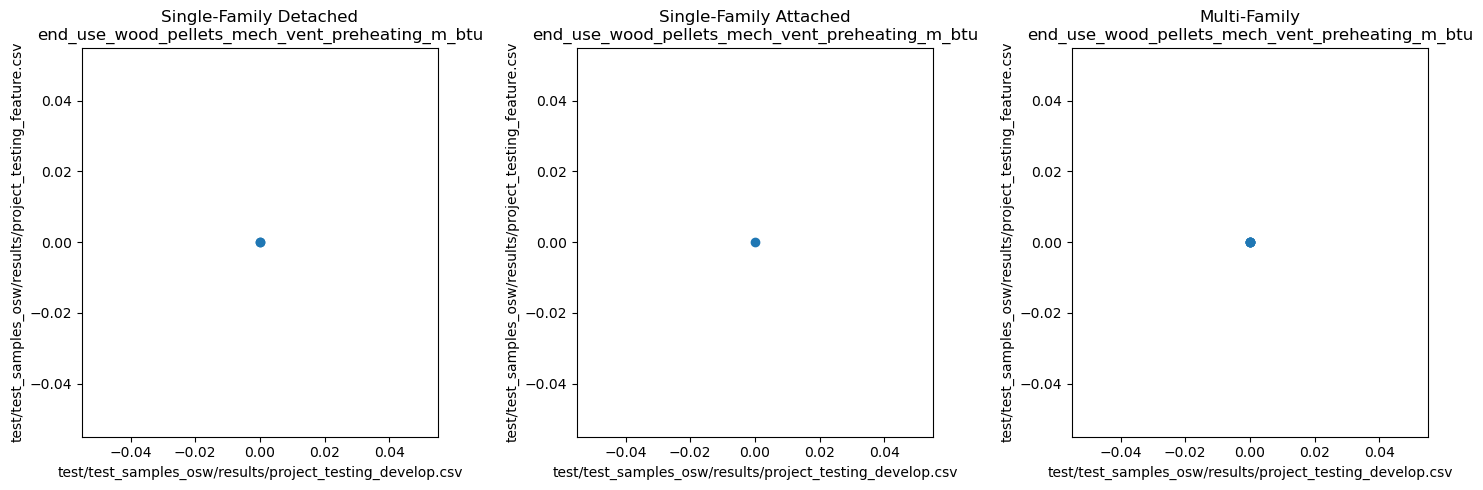 Single-Family Detached
end_use_wood_pellets_mech_vent_preheating_m_btu
test/test_samples_osw/results/project_testing_feature.csv
0.04
0.02
0.00
−0.02
−0.04
−0.04 −0.02 0.00 0.02 0.04
test/test_samples_osw/results/project_testing_develop.csv
Single-Family Attached
end_use_wood_pellets_mech_vent_preheating_m_btu
test/test_samples_osw/results/project_testing_feature.csv
0.04
0.02
0.00
−0.02
−0.04
−0.04 −0.02 0.00 0.02 0.04
test/test_samples_osw/results/project_testing_develop.csv
Multi-Family
end_use_wood_pellets_mech_vent_preheating_m_btu
test/test_samples_osw/results/project_testing_feature.csv
0.04
0.02
0.00
−0.02
−0.04
−0.04 −0.02 0.00 0.02 0.04
test/test_samples_osw/results/project_testing_develop.csv